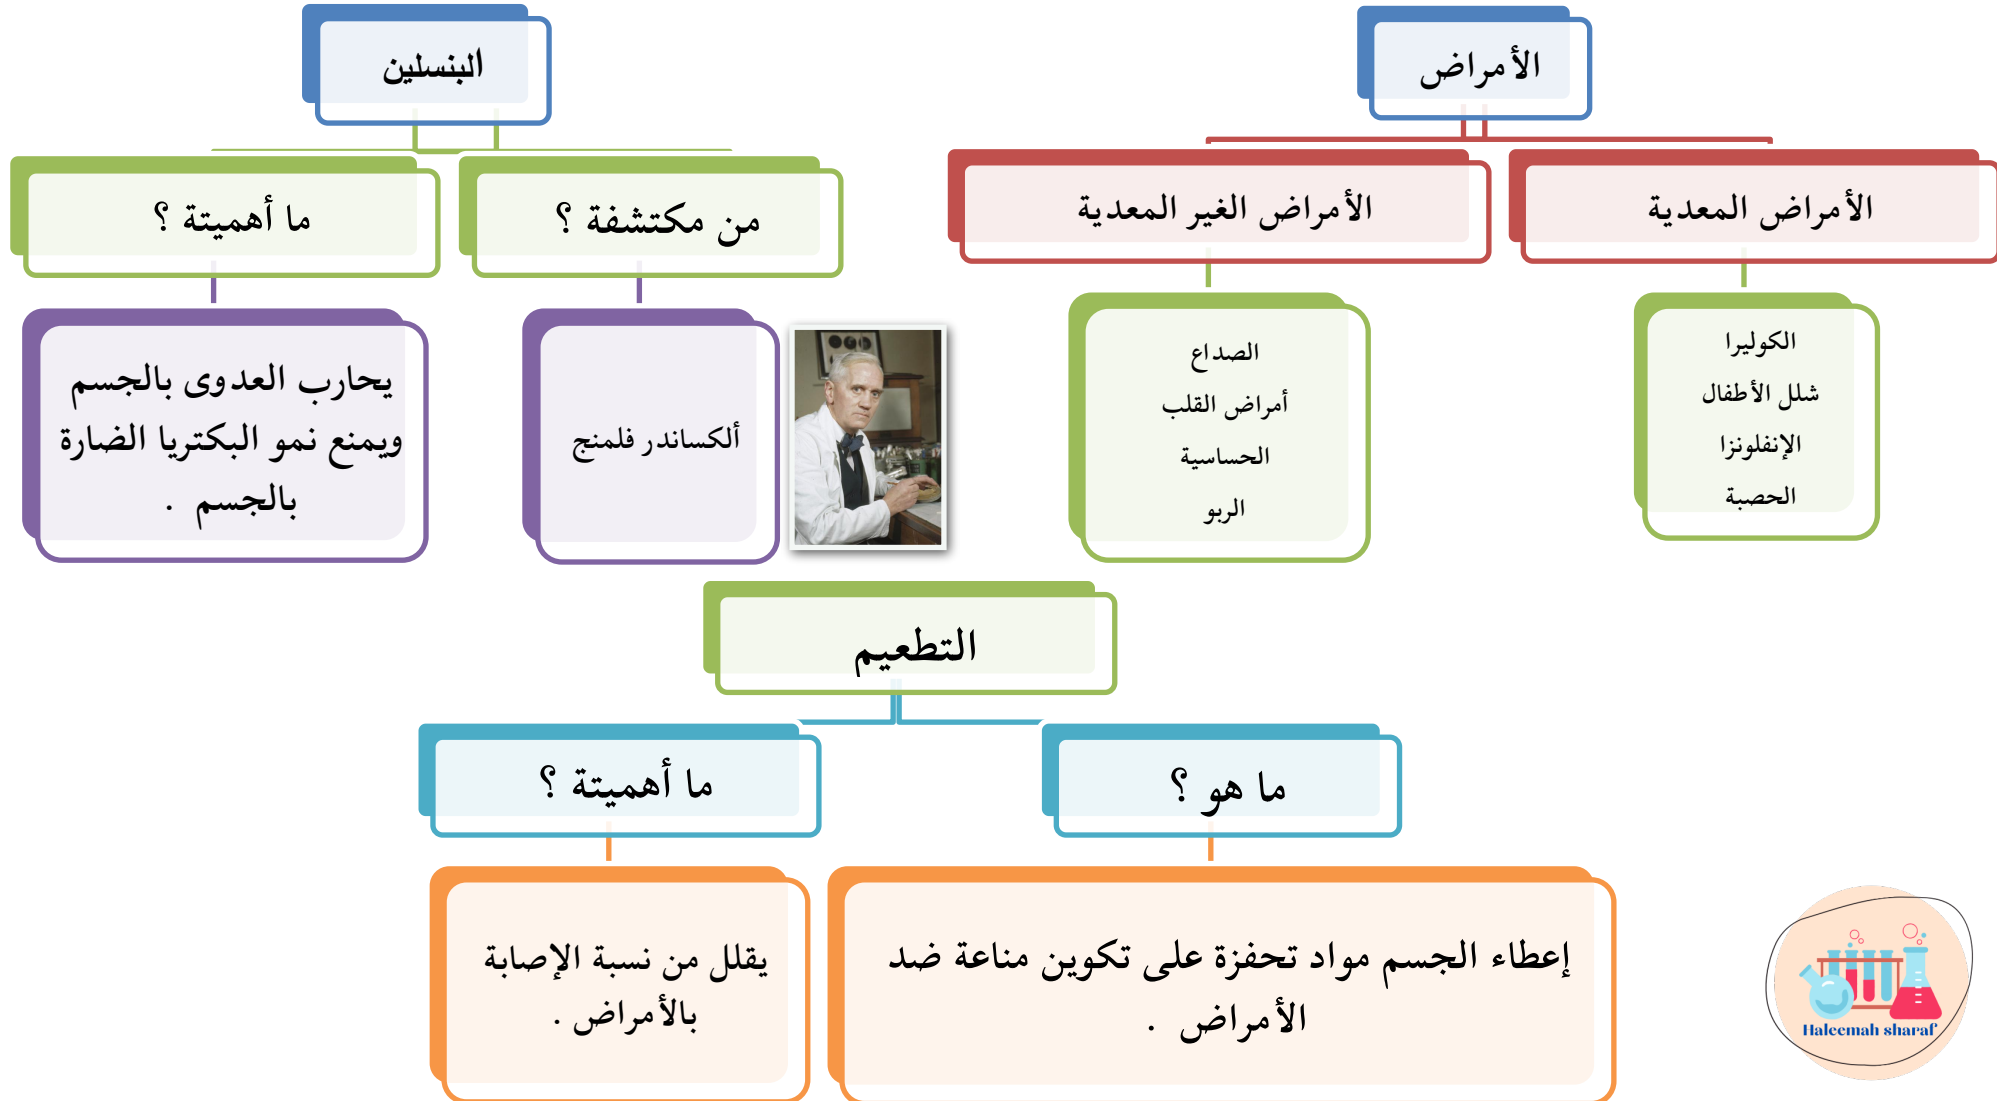 الأمراض
الأمراض المعدية
الكوليرا
شلل الأطفال
الإنفلونزا
الحصبة
الأمراض الغير المعدية
الصداع
أمراض القلب
الحساسية
الربو
البنسلين
من مكتشفة ؟
ألكساندر فلمنج
ما أهميتة ؟
يحارب العدوى بالجسم
ويمنع نمو البكتريا الضارة
بالجسم .
التطعيم
ما هو ؟
إعطاء الجسم مواد تحفزة على تكوين مناعة ضد
الأمراض .
ما أهميتة ؟
يقلل من نسبة الإصابة
بالأمراض .
Haleemah sharaf